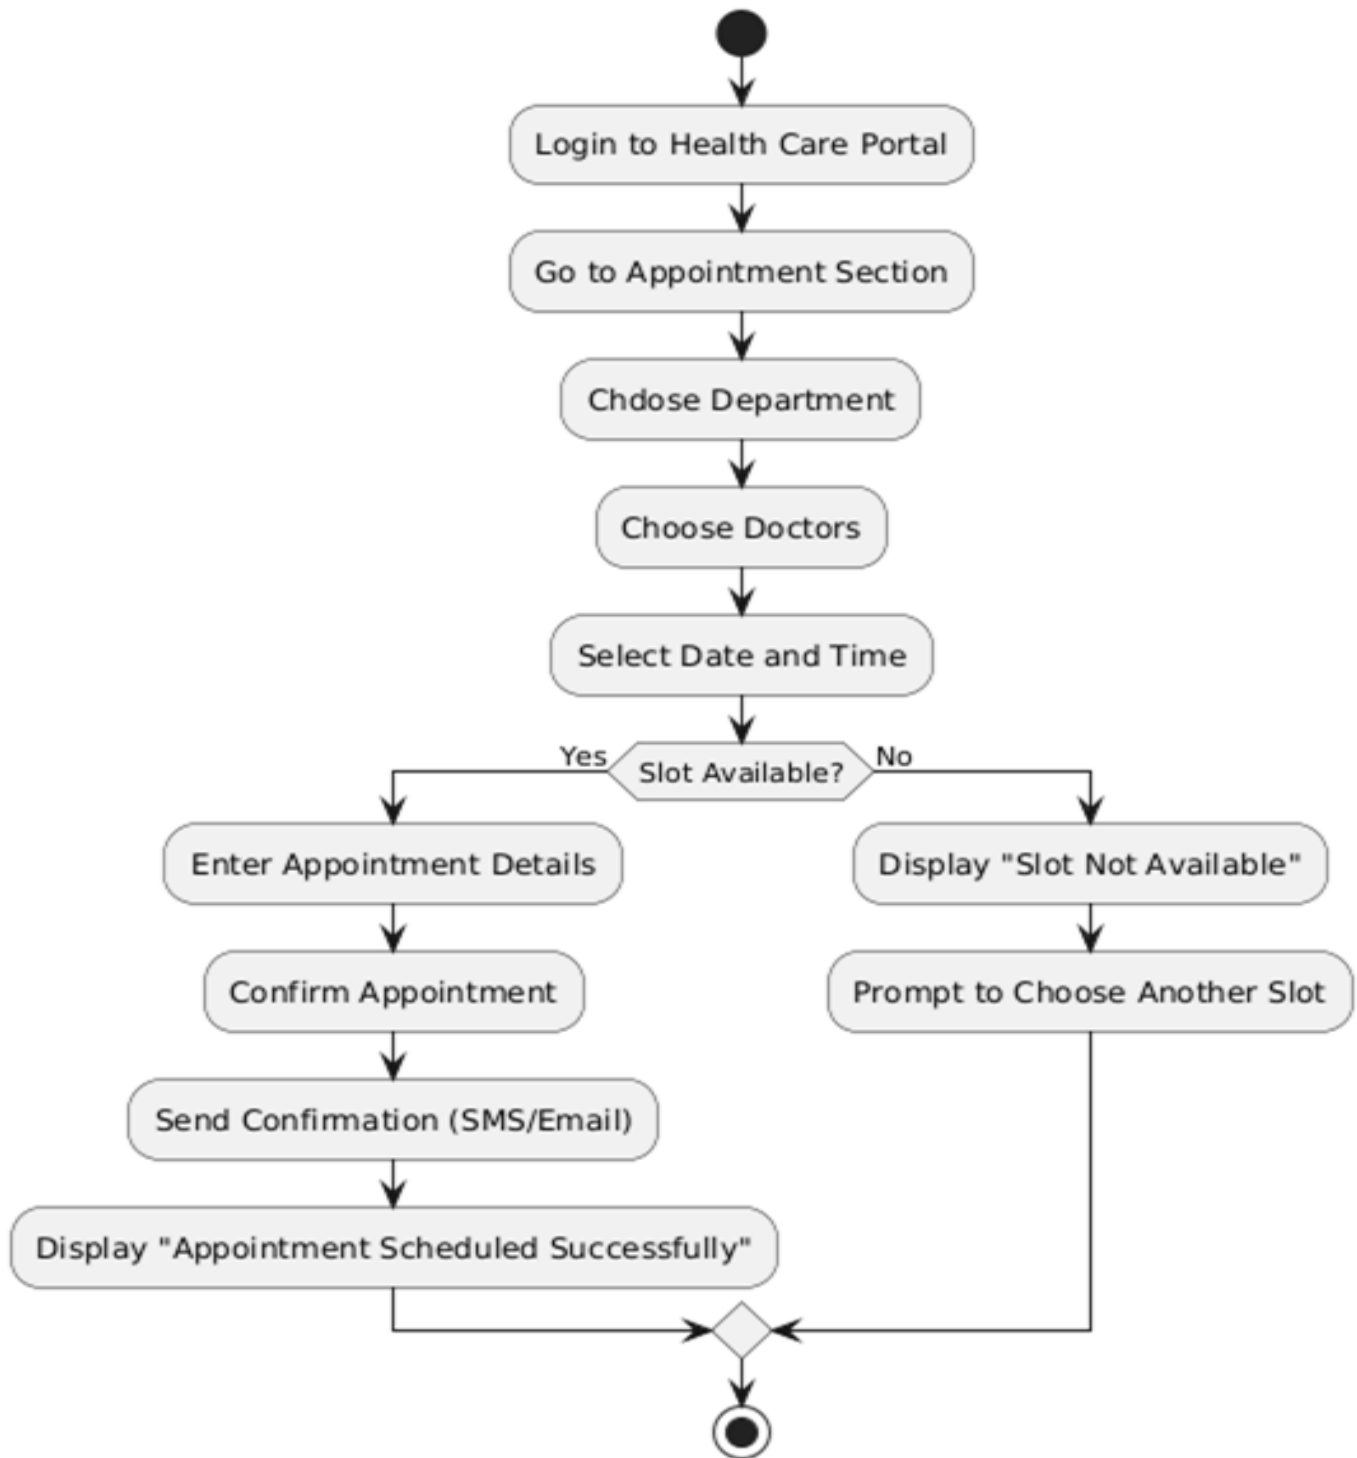 Login to Health Care Portal
Go to Appointment Section
Chdose Department
Choose Doctors
Select Date and Time
Yes
Slot Available?
No
Enter Appointment Details
Display "Slot Not Available"
Confirm Appointment
Prompt to Choose Another Slot
Send Confirmation (SMS/Email)
Display "Appointment Scheduled Successfully"